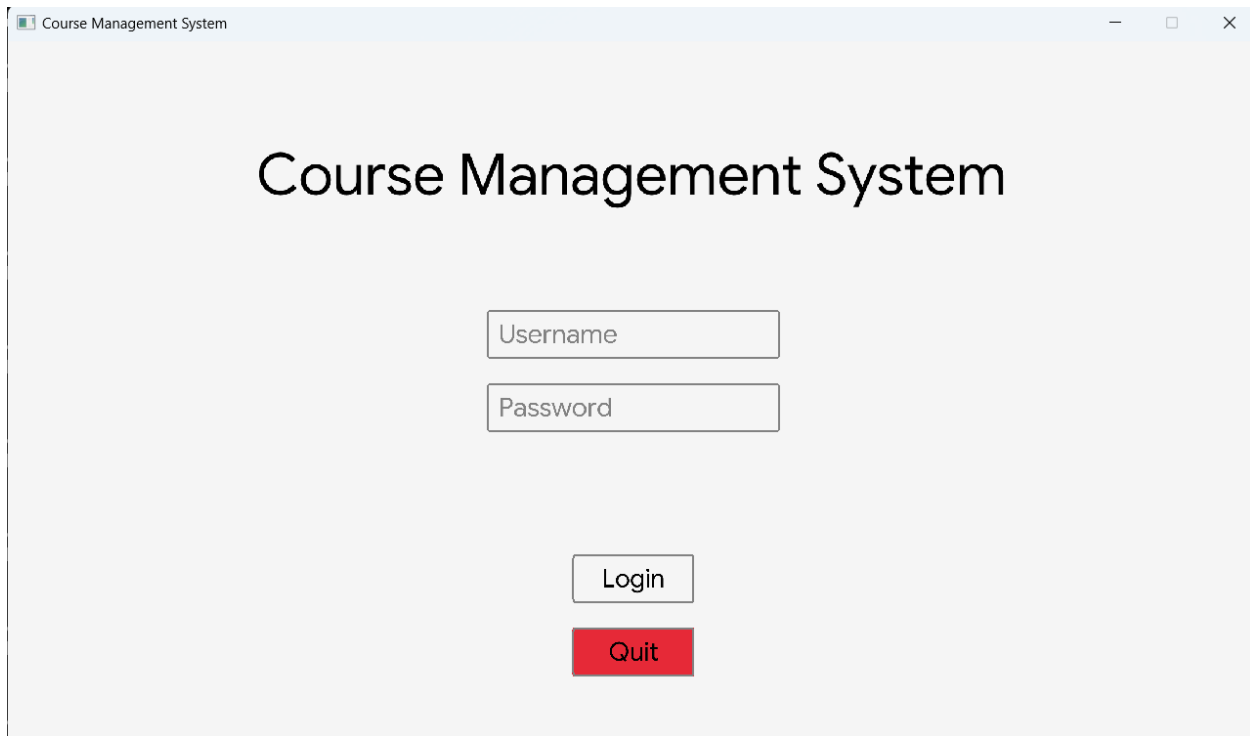 Course Management System
Course Management System
Username
Password
Login
Quit